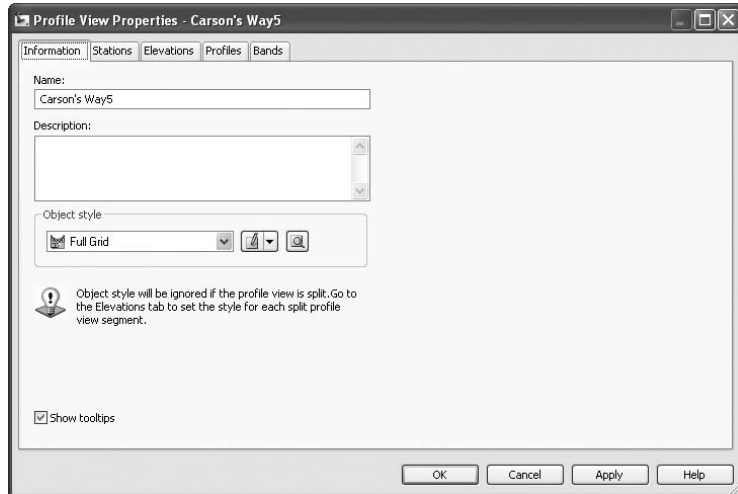 Profile View Properties - Carson's Way5
Information Stations Elevations Profiles Bands
Name:
Carson's Way5
Description:
Object style
Full Grid
Object style will be ignored if the profile view is split.Go to
the Elevations tab to set the style for each split profile
view segment.
Show tooltips
OK Cancel Apply Help